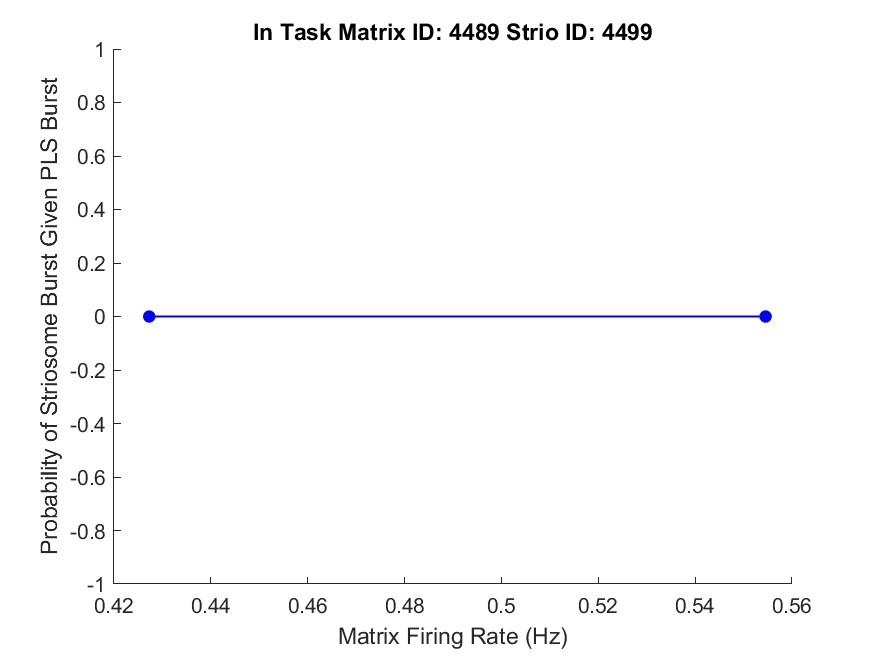 In Task Matrix ID: 4489 Strio ID: 4499
Probability of Striosome Burst Given PLS Burst
1
0.8
0.6
0.4
0.2
0
-0.2
-0.4
-0.6
-0.8
-1
0.42 0.44 0.46 0.48 0.5 0.52 0.54 0.56
Matrix Firing Rate (Hz)